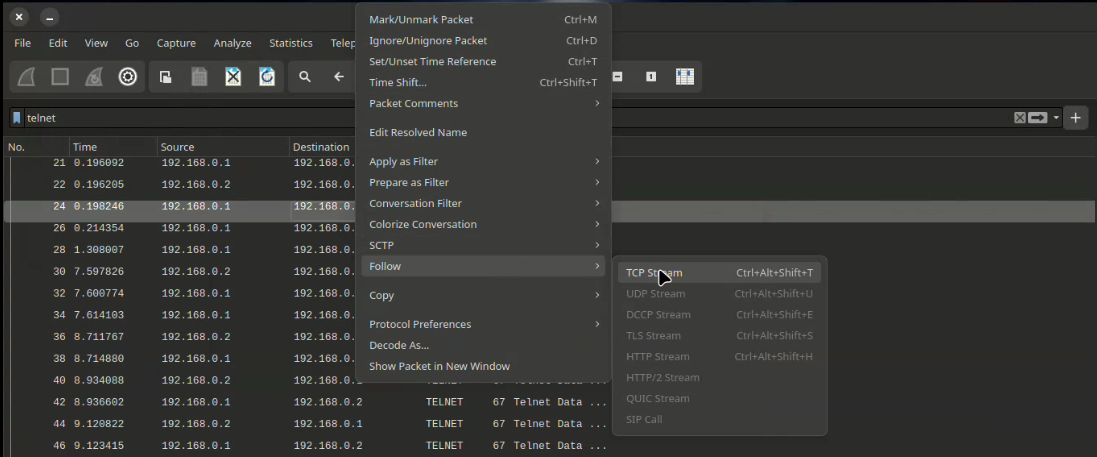 Mark/Unmark Packet Ctrl+M
Ignore/Unignore Packet Ctrl+D
File Edit View Go Capture Analyze Statistics Telep
Set/Unset Time Reference Ctrl+T
Time Shift... Ctrl+Shift+T
Packet Comments
telnet
Edit Resolved Name
No. Time Source Destination
21 0.196092 192.168.0.1 192.168.0.
Apply as Filter
22 0.196205 192.168.0.2 192.168.0.
Prepare as Filter
24 0.198246 192.168.0.1 192.168.0.
Conversation Filter
26 0.214354 192.168.0.1 192.168.0.
Colorize Conversation
28 1.308007 192.168.0.1 192.168.0.
SCTP
30 7.597826 192.168.0.2 192.168.0.
Follow
TCP Stream Ctrl+Alt+Shift+T
32 7.600774 192.168.0.1 192.168.0.
Copy
UDP Stream Ctrl+Alt+Shift+U
34 7.614103 192.168.0.1 192.168.0.
DCCP Stream Ctrl+Alt+Shift+E
Protocol Preferences
36 8.711767 192.168.0.2 192.168.0.
TLS Stream Ctrl+Alt+Shift+S
Decode As...
38 8.714880 192.168.0.1 192.168.0.
HTTP Stream Ctrl+Alt+Shift+H
Show Packet in New Window
40 8.934088 192.168.0.2 192.168.0. TELNET 67 Telnet Data ...
HTTP/2 Stream
42 8.936602 192.168.0.1 192.168.0.2 TELNET 67 Telnet Data ...
QUIC Stream
44 9.120822 192.168.0.2 192.168.0.1 TELNET 67 Telnet Data ...
SIP Call
46 9.123415 192.168.0.1 192.168.0.2 TELNET 67 Telnet Data ...